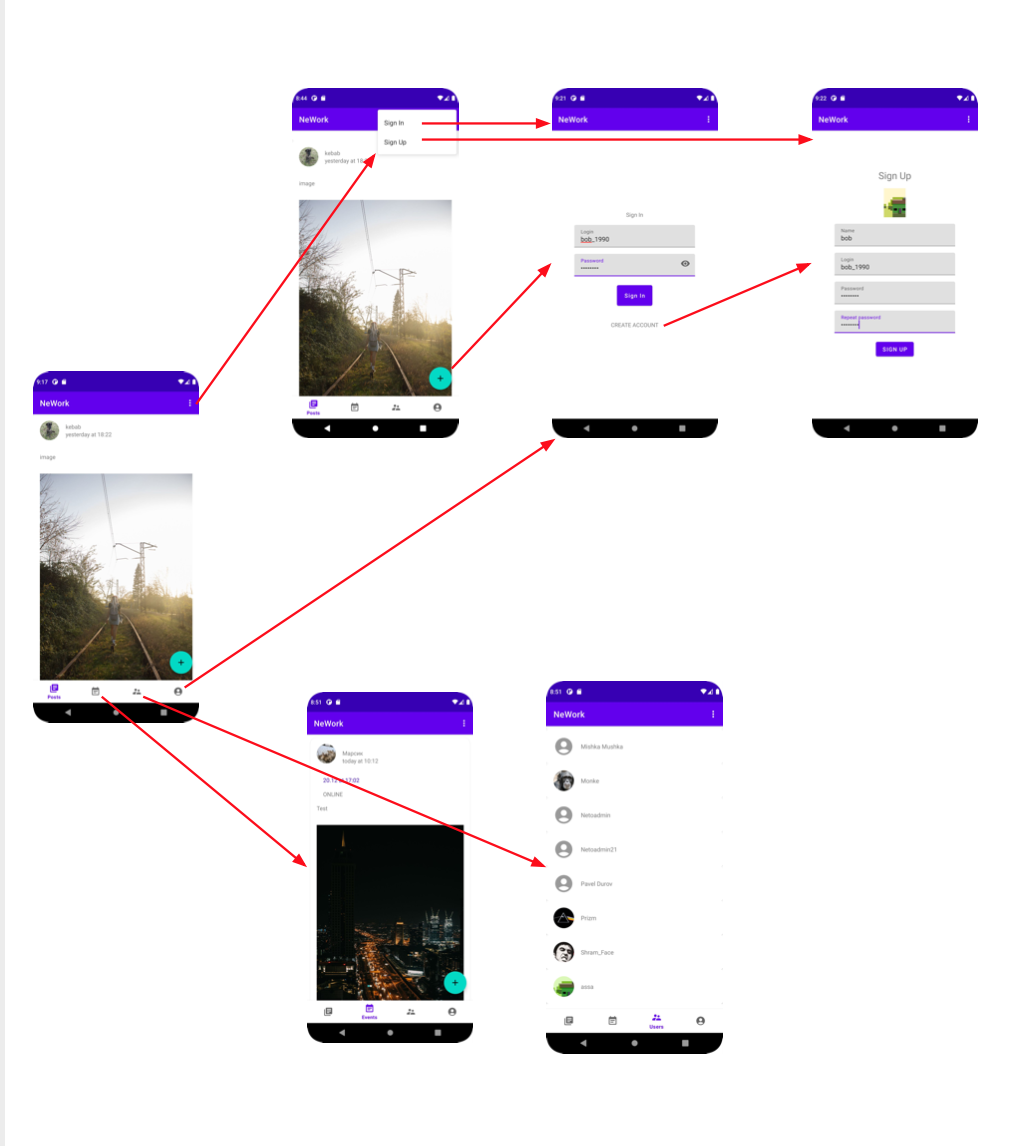 8:44
NeWork
Sign In
Sign Up
kebab
yesterday at 18
image
Posts
9:21
NeWork
Sign In
Login
bob_1990
Password
••••••••
Sign In
CREATE ACCOUNT
9:22
NeWork
Sign Up
Name
bob
Login
bob_1990
Password
••••••••
Repeat password
••••••••
SIGN UP
9:17
NeWork
kebab
yesterday at 18:22
image
Posts
8:51
NeWork
Марсик
today at 10:12
20.12 at 17:02
ONLINE
Test
Events
8:51
NeWork
Mishka Mushka
Monke
Netoadmin
Netoadmin21
Pavel Durov
Prizm
Shram_Face
assa
Users